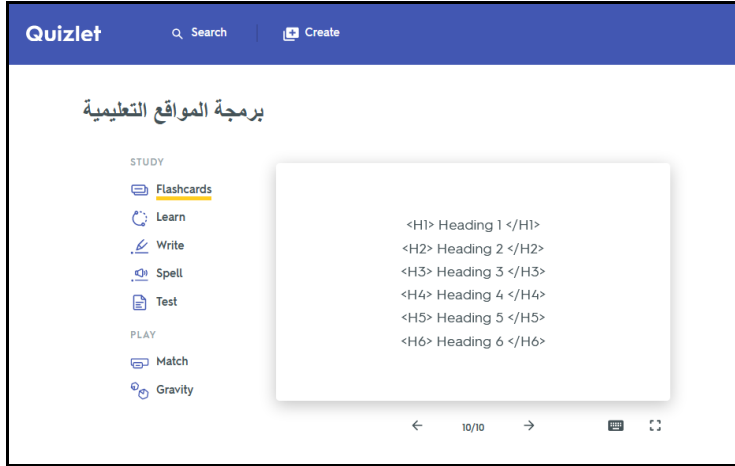 Quizlet
Search
Create
برمجة المواقع التعليمية
STUDY
Flashcards
Learn
Write
Spell
Test
PLAY
Match
Gravity
<H1> Heading 1 </H1>
<H2> Heading 2 </H2>
<H3> Heading 3 </H3>
<H4> Heading 4 </H4>
<H5> Heading 5 </H5>
<H6> Heading 6 </H6>
10/10